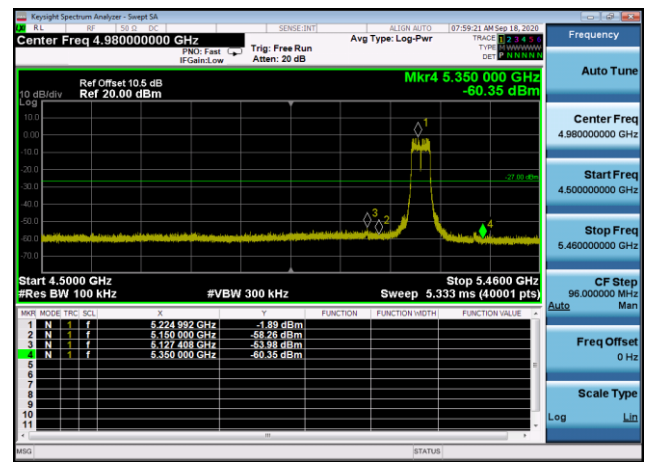 Keysight Spectrum Analyzer - Swept SA
RL RF 50 Ω DC SENSE:INT ALIGN AUTO 07:59:21 AM Sep 18, 2020
Center Freq 4.980000000 GHz
PNO: Fast
IFGain:Low
Trig: Free Run
Atten: 20 dB
Avg Type: Log-Pwr
TRACE 1 2 3 4 5 6
TYPE M WWWWW
DET P N N N N N
Ref Offset 10.5 dB
10 dB/div Ref 20.00 dBm
Log
Mkr4 5.350 000 GHz
-60.35 dBm
10.0
0.00
-10.0
-20.0
-30.0
-40.0
-50.0
-60.0
-70.0
1
-27.00 dBm
3
2
4
Start 4.5000 GHz Stop 5.4600 GHz
#Res BW 100 kHz #VBW 300 kHz Sweep 5.333 ms (40001 pts)
MKR MODE TRC SCL X Y FUNCTION FUNCTION WIDTH FUNCTION VALUE
1 N 1 f 5.224 992 GHz -1.89 dBm
2 N 1 f 5.150 000 GHz -58.26 dBm
3 N 1 f 5.127 408 GHz -53.98 dBm
4 N 1 f 5.350 000 GHz -60.35 dBm
5
6
7
8
9
10
11
MSG STATUS
Frequency
Auto Tune
Center Freq
4.980000000 GHz
Start Freq
4.500000000 GHz
Stop Freq
5.460000000 GHz
CF Step
96.000000 MHz
Auto Man
Freq Offset
0 Hz
Scale Type
Log Lin